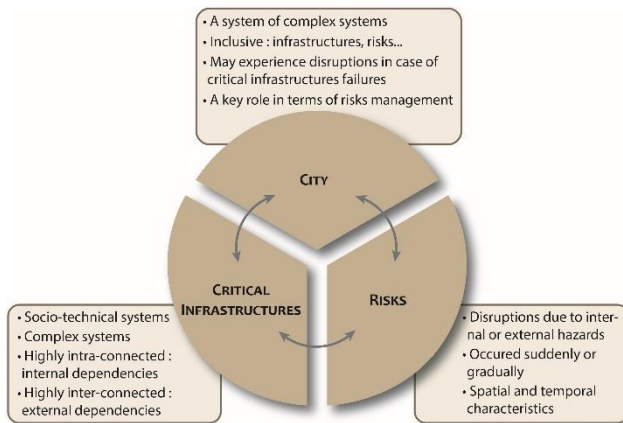 • A system of complex systems
• Inclusive : infrastructures, risks...
• May experience disruptions in case of
critical infrastructures failures
• A key role in terms of risks management
CITY
CRITICAL
INFRASTRUCTURES
RISKS
• Socio-technical systems
• Complex systems
• Highly intra-connected :
internal dependencies
• Highly inter-connected :
external dependencies
• Disruptions due to inter-
nal or external hazards
• Occured suddenly or
gradually
• Spatial and temporal
characteristics